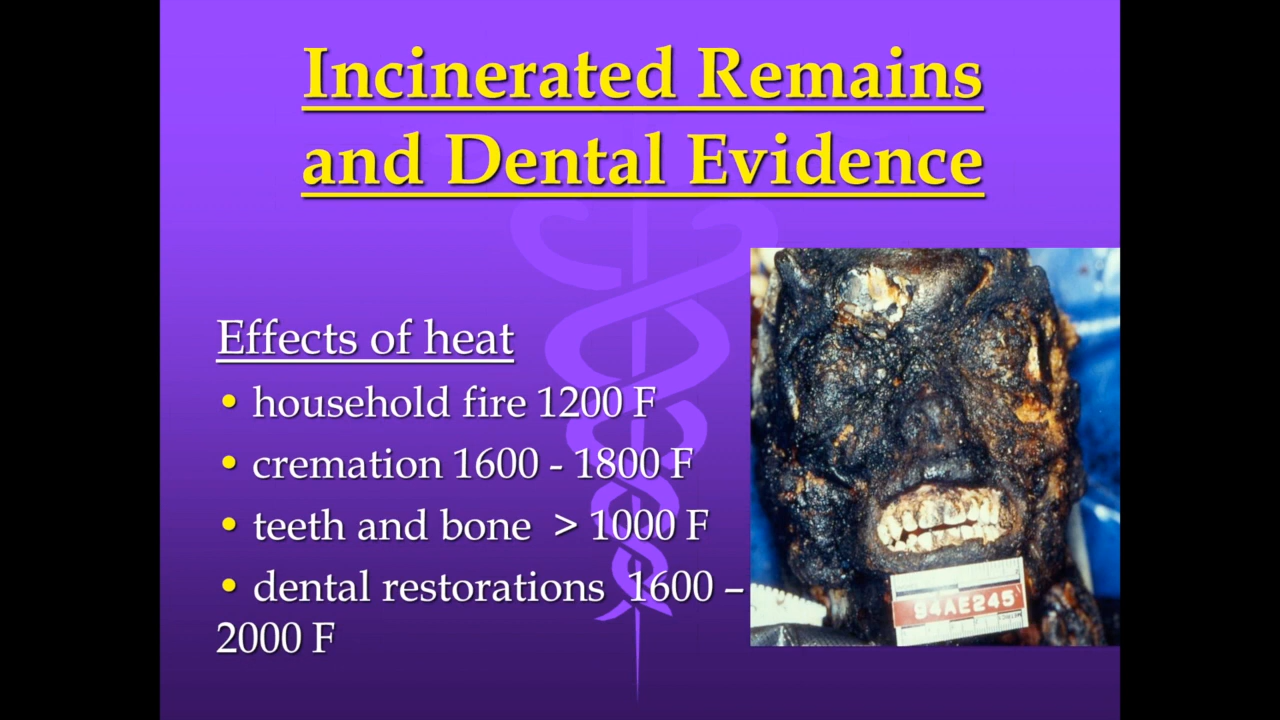 Incinerated Remains
and Dental Evidence
Effects of heat
• household fire 1200 F
• cremation 1600 - 1800 F
• teeth and bone > 1000 F
• dental restorations 1600 –
2000 F
94AE245